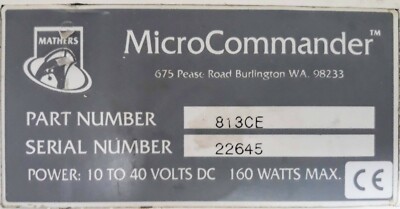 MATHERS
MicroCommander™
675 Pease Road Burlington WA. 98233
PART NUMBER 813CE
SERIAL NUMBER 22645
POWER: 10 TO 40 VOLTS DC 160 WATTS MAX.
CE